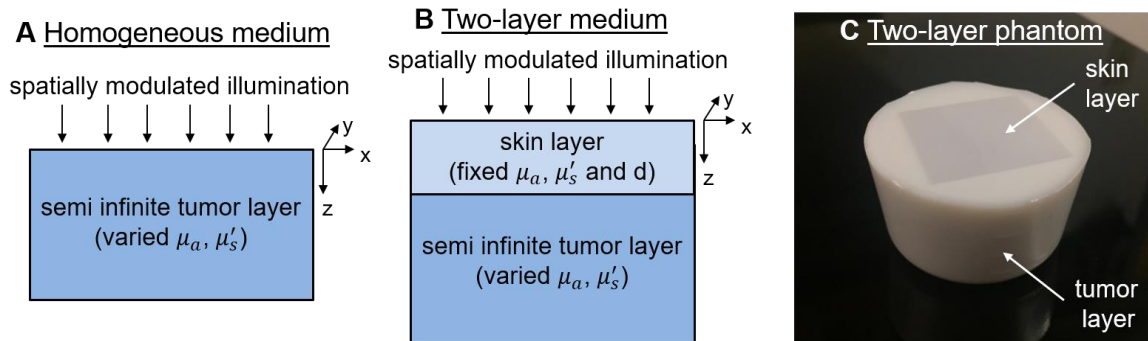 A Homogeneous medium
spatially modulated illumination
y
x
z
semi infinite tumor layer
(varied μₐ, μ′ₛ)
B Two-layer medium
spatially modulated illumination
y
x
z
skin layer
(fixed μₐ, μ′ₛ and d)
semi infinite tumor layer
(varied μₐ, μ′ₛ)
C Two-layer phantom
skin
layer
tumor
layer